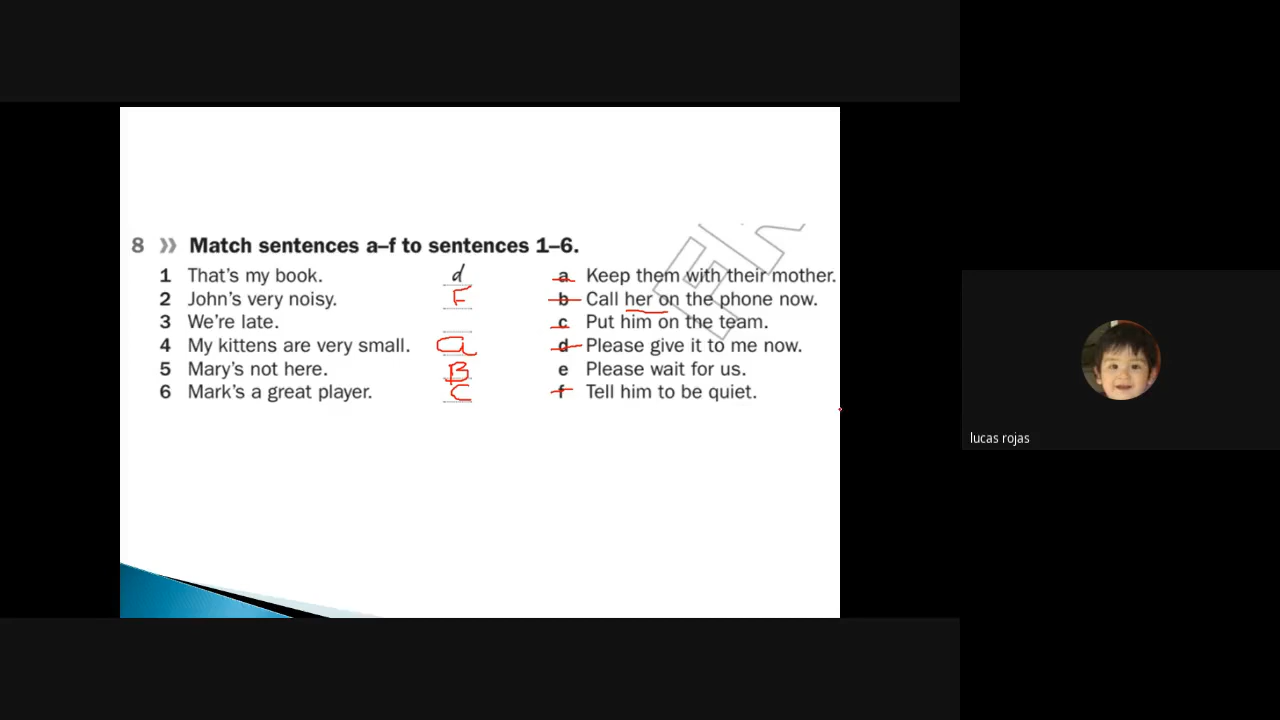 8 » Match sentences a–f to sentences 1–6.
1 That's my book. d a Keep them with their mother.
2 John's very noisy. F b Call her on the phone now.
3 We're late. c Put him on the team.
4 My kittens are very small. a d Please give it to me now.
5 Mary's not here. B e Please wait for us.
6 Mark's a great player. C f Tell him to be quiet.
lucas rojas